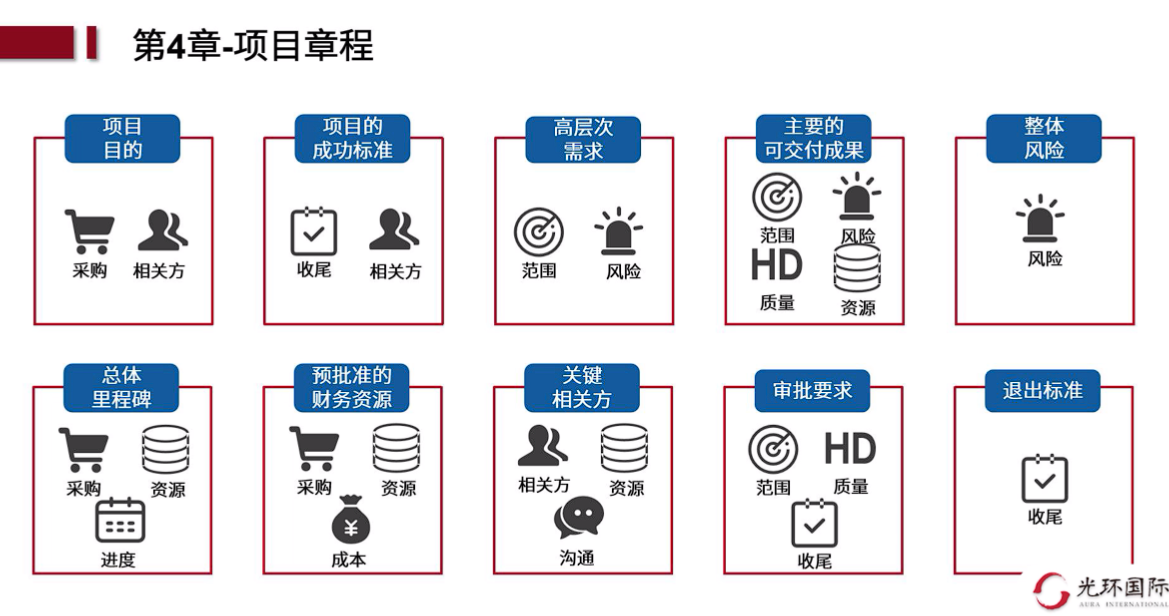 第4章-项目章程
项目
目的
采购
相关方
项目的
成功标准
收尾
相关方
高层次
需求
范围
风险
主要的
可交付成果
范围
风险
HD
质量
资源
整体
风险
风险
总体
里程碑
采购
资源
进度
预批准的
财务资源
采购
资源
¥
成本
关键
相关方
相关方
资源
沟通
审批要求
范围
HD
质量
收尾
退出标准
收尾
光环国际
AURA INTERNATIONAL